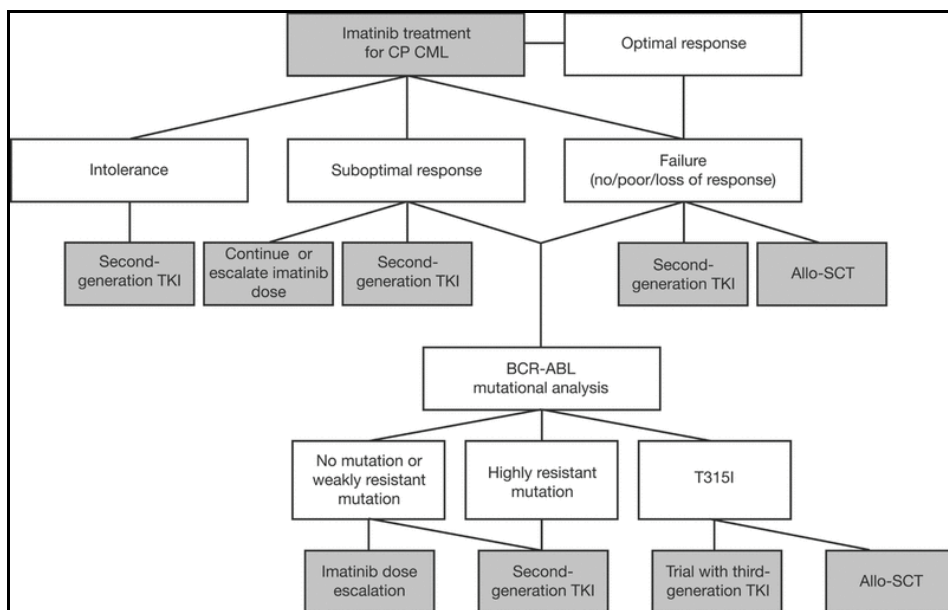 Imatinib treatment
for CP CML
Optimal response
Intolerance
Suboptimal response
Failure
(no/poor/loss of response)
Second-
generation TKI
Continue or
escalate imatinib
dose
Second-
generation TKI
Second-
generation TKI
Allo-SCT
BCR-ABL
mutational analysis
No mutation or
weakly resistant
mutation
Highly resistant
mutation
T315I
Imatinib dose
escalation
Second-
generation TKI
Trial with third-
generation TKI
Allo-SCT